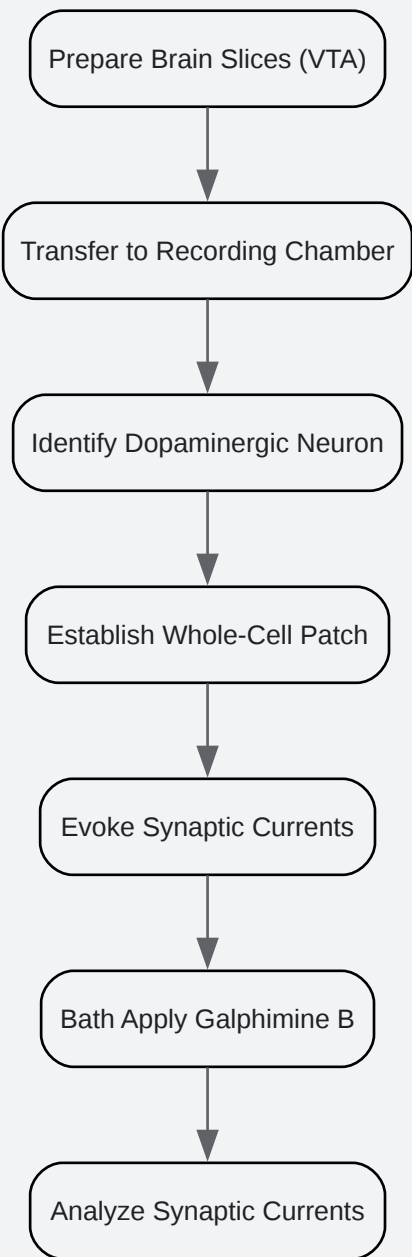 Prepare Brain Slices (VTA)
Transfer to Recording Chamber
Identify Dopaminergic Neuron
Establish Whole-Cell Patch
Evoke Synaptic Currents
Bath Apply Galphimine B
Analyze Synaptic Currents